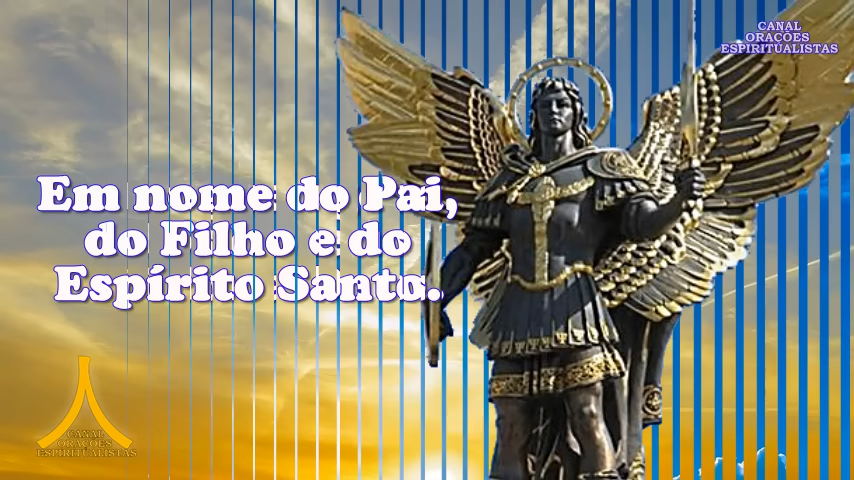 CANAL
ORAÇÕES
ESPIRITUALISTAS
Em nome do Pai,
do Filho e do
Espírito Santo.
CANAL
ORAÇÕES
ESPIRITUALISTAS